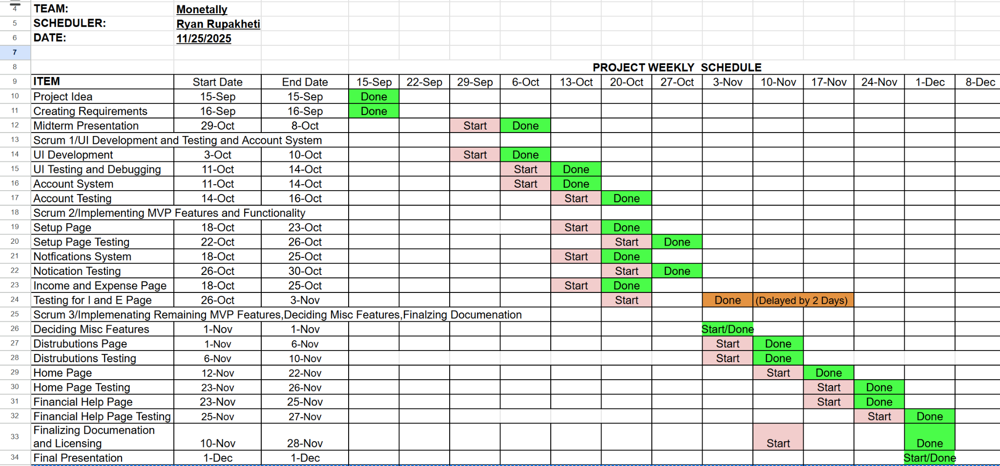 4 TEAM: Monetally
5 SCHEDULER: Ryan Rupakheti
6 DATE: 11/25/2025
7
8 PROJECT WEEKLY SCHEDULE
9 ITEM Start Date End Date 15-Sep 22-Sep 29-Sep 6-Oct 13-Oct 20-Oct 27-Oct 3-Nov 10-Nov 17-Nov 24-Nov 1-Dec 8-Dec
10 Project Idea 15-Sep 15-Sep Done
11 Creating Requirements 16-Sep 16-Sep Done
12 Midterm Presentation 29-Oct 8-Oct Start Done
13 Scrum 1/UI Development and Testing and Account System
14 UI Development 3-Oct 10-Oct Start Done
15 UI Testing and Debugging 11-Oct 14-Oct Start Done
16 Account System 11-Oct 14-Oct Start Done
17 Account Testing 14-Oct 16-Oct Start Done
18 Scrum 2/Implementing MVP Features and Functionality
19 Setup Page 18-Oct 23-Oct Start Done
20 Setup Page Testing 22-Oct 26-Oct Start Done
21 Notfications System 18-Oct 25-Oct Start Done
22 Notication Testing 26-Oct 30-Oct Start Done
23 Income and Expense Page 18-Oct 25-Oct Start Done
24 Testing for I and E Page 26-Oct 3-Nov Start Done (Delayed by 2 Days)
25 Scrum 3/Implemenating Remaining MVP Features,Deciding Misc Features,Finalzing Documenation
26 Deciding Misc Features 1-Nov 1-Nov Start/Done
27 Distrubutions Page 1-Nov 6-Nov Start Done
28 Distrubutions Testing 6-Nov 10-Nov Start Done
29 Home Page 12-Nov 22-Nov Start Done
30 Home Page Testing 23-Nov 26-Nov Start Done
31 Financial Help Page 23-Nov 25-Nov Start Done
32 Financial Help Page Testing 25-Nov 27-Nov Start Done
Finalizing Documenation
33 and Licensing 10-Nov 28-Nov Start Done
34 Final Presentation 1-Dec 1-Dec Start/Done